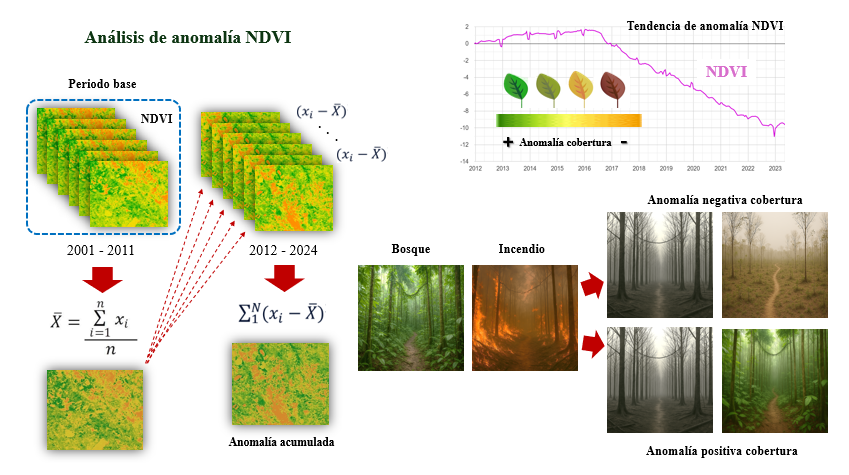 Análisis de anomalía NDVI
Periodo base
NDVI
(xᵢ − X̄)
. . .
(xᵢ − X̄)
2001 - 2011
2012 - 2024
X̄ = ∑ⁿᵢ₌₁ xᵢ / n
∑₁ᴺ(xᵢ − X̄)
Anomalía acumulada
Tendencia de anomalía NDVI
2
0
-2
-4
-6
-8
-10
-12
-14
NDVI
+ Anomalía cobertura -
2012 2013 2014 2015 2016 2017 2018 2019 2020 2021 2022 2023
Anomalía negativa cobertura
Bosque
Incendio
Anomalía positiva cobertura